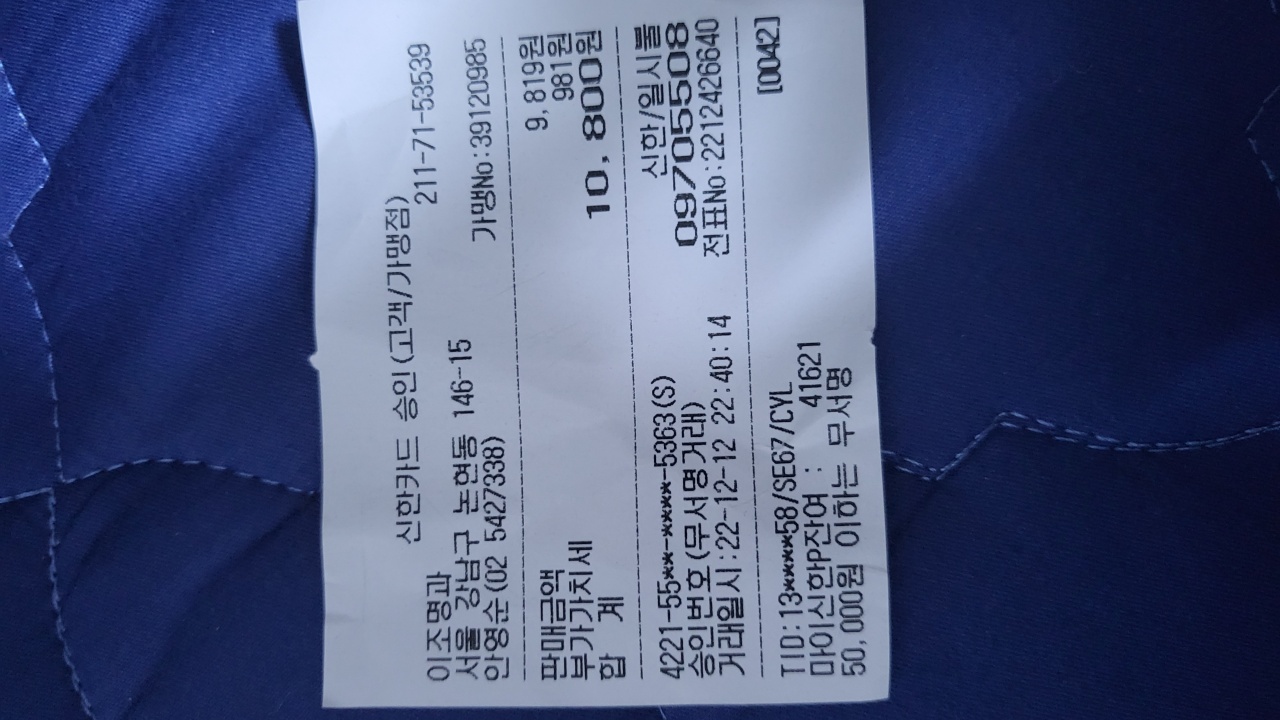 신한카드 승인(고객/가맹점)
이조명과 211-71-53539
서울 강남구 논현동 146-15
안영순(02 5427338) 가맹No:39120985
판매금액 9,819원
부가가치세 981원
합 계 10,800원
4221-55**-****-5363(S) 신한/일시불
승인번호(무서명거래) 09705508
거래일시:22-12-12 22:40:14 전표No:221242426640
TID:13****58/SE67/CYL [0042]
마이신한P잔여 : 41621
50,000원 이하는 무서명